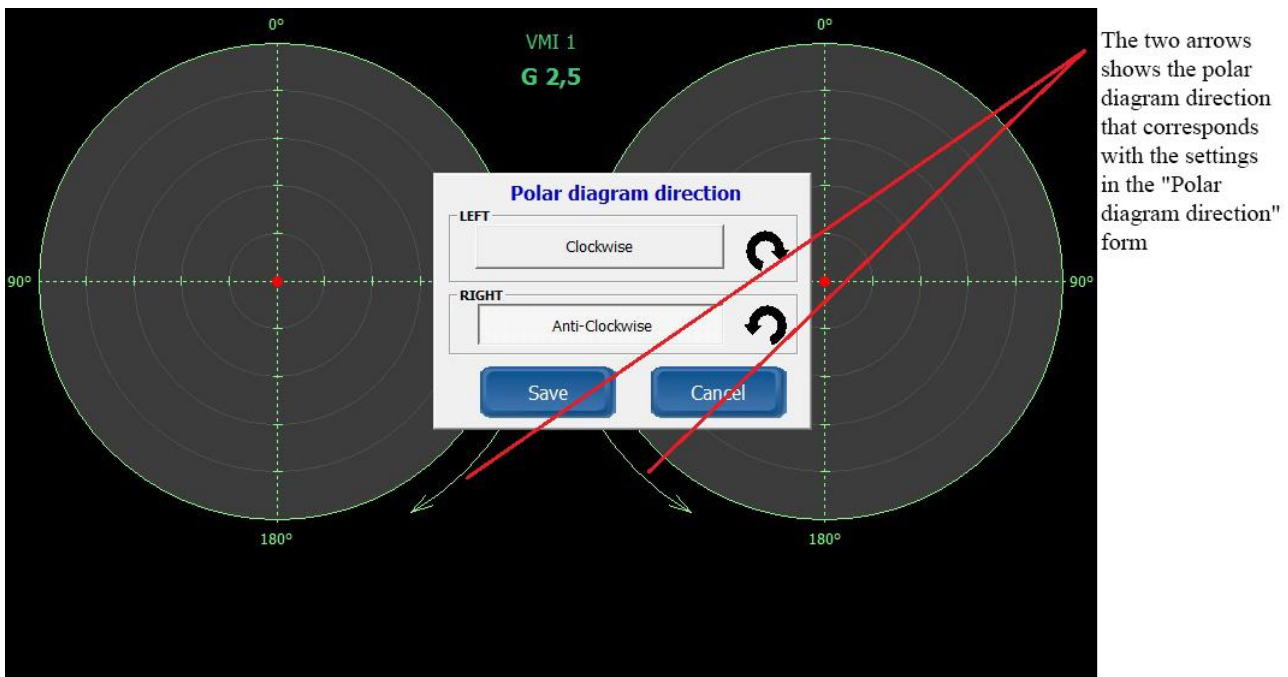 0°
VMI 1
G 2,5
0°
The two arrows
shows the polar
diagram direction
that corresponds
with the settings
in the "Polar
diagram direction"
form
Polar diagram direction
LEFT
Clockwise
90°
90°
RIGHT
Anti-Clockwise
Save
Cancel
180°
180°